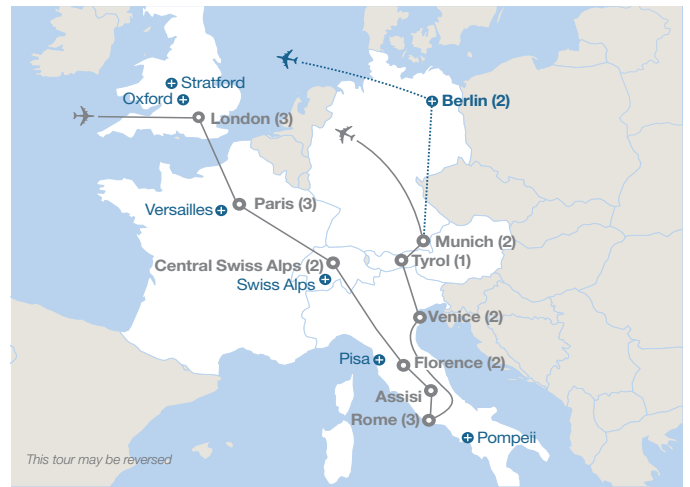 Stratford
Oxford
London (3)
Berlin (2)
Paris (3)
Versailles
Munich (2)
Tyrol (1)
Central Swiss Alps (2)
Swiss Alps
Venice (2)
Pisa
Florence (2)
Assisi
Rome (3)
Pompeii
This tour may be reversed